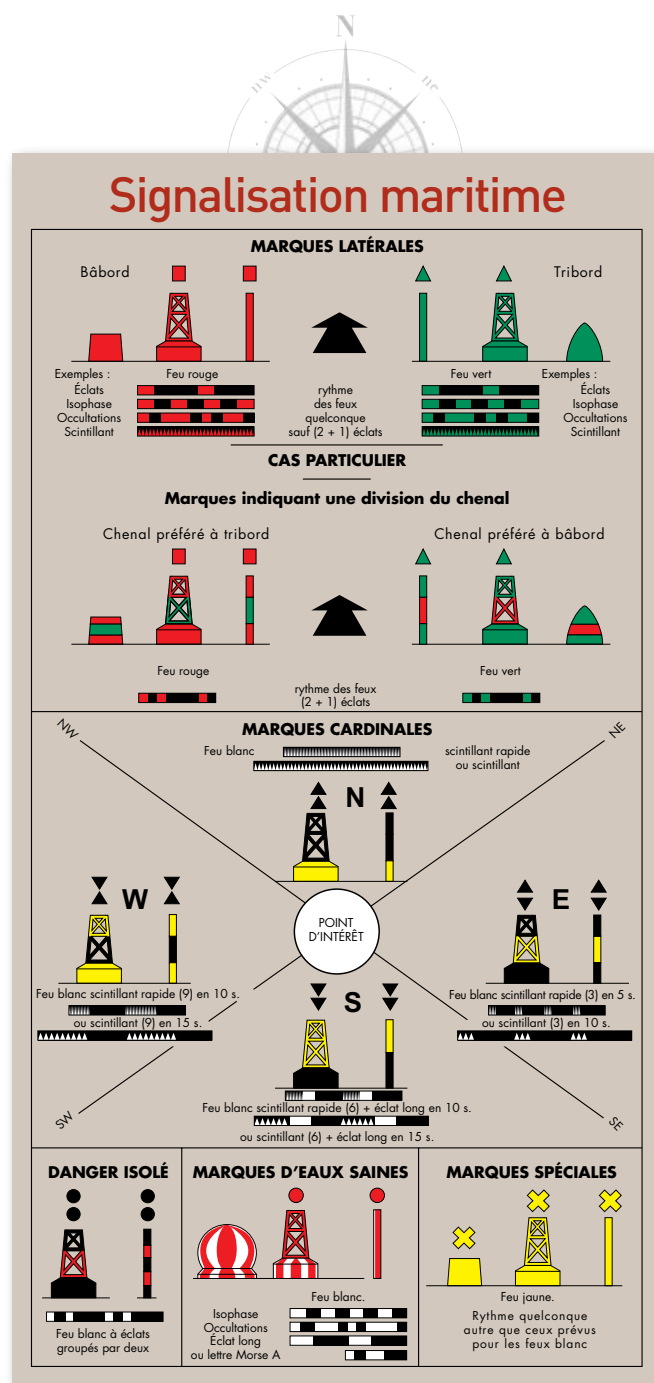 N
nw
ne
Signalisation maritime
MARQUES LATÉRALES
Bâbord
Tribord
Exemples :
Feu rouge
Feu vert
Exemples :
Éclats
rythme
Éclats
Isophase
des feux
Isophase
Occultations
quelconque
Occultations
Scintillant
sauf (2 + 1) éclats
Scintillant
CAS PARTICULIER
Marques indiquant une division du chenal
Chenal préféré à tribord
Chenal préféré à bâbord
Feu rouge
Feu vert
rythme des feux
(2 + 1) éclats
MARQUES CARDINALES
NW
NE
Feu blanc
scintillant rapide
ou scintillant
N
W
E
POINT
D'INTÉRÊT
Feu blanc scintillant rapide (9) en 10 s.
ou scintillant (9) en 15 s.
Feu blanc scintillant rapide (3) en 5 s.
ou scintillant (3) en 10 s.
S
Feu blanc scintillant rapide (6) + éclat long en 10 s.
ou scintillant (6) + éclat long en 15 s.
SW
SE
DANGER ISOLÉ
Feu blanc à éclats
groupés par deux
MARQUES D'EAUX SAINES
Feu blanc.
Isophase
Occultations
Éclat long
ou lettre Morse A
MARQUES SPÉCIALES
Feu jaune.
Rythme quelconque
autre que ceux prévus
pour les feux blanc